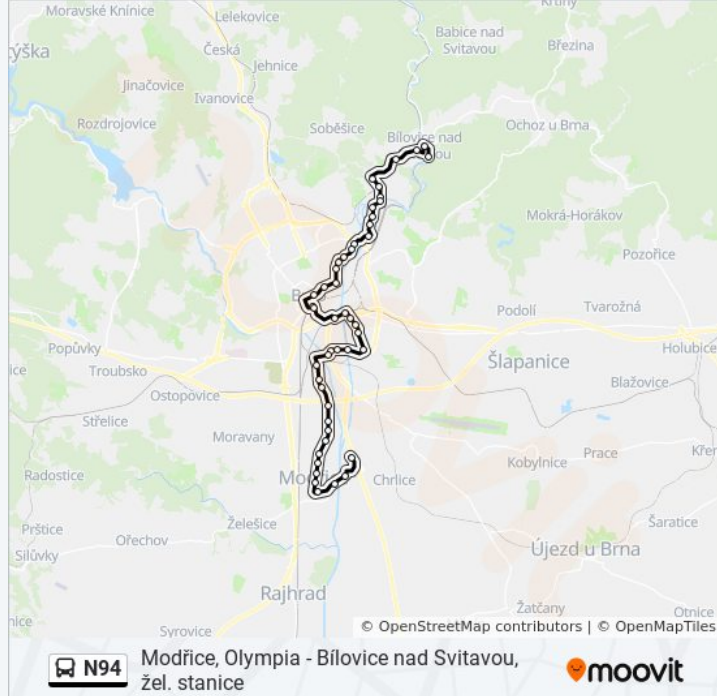 Moravské Knínice
Lelekovice
Křtiny
Babice nad
Svitavou
Březina
Česká
Jehnice
Jinačovice
Ivanovice
Rozdrojovice
Soběšice
Bílovice nad
Ochoz u Brna
Mokrá-Horákov
Pozořice
Podolí
Tvarožná
Popůvky
Troubsko
Šlapanice
Holubice
Ostopovice
Blažovice
Střelice
Moravany
Kobylnice
Prace
Radostice
Chrlice
Želešice
Šaratice
Prštice
Ořechov
Silůvky
Újezd u Brna
Rajhrad
Žatčany
Otnice
Syrovice
© OpenStreetMap contributors | © OpenMapTiles
N94
Modřice, Olympia - Bílovice nad Svitavou,
žel. stanice
moovit